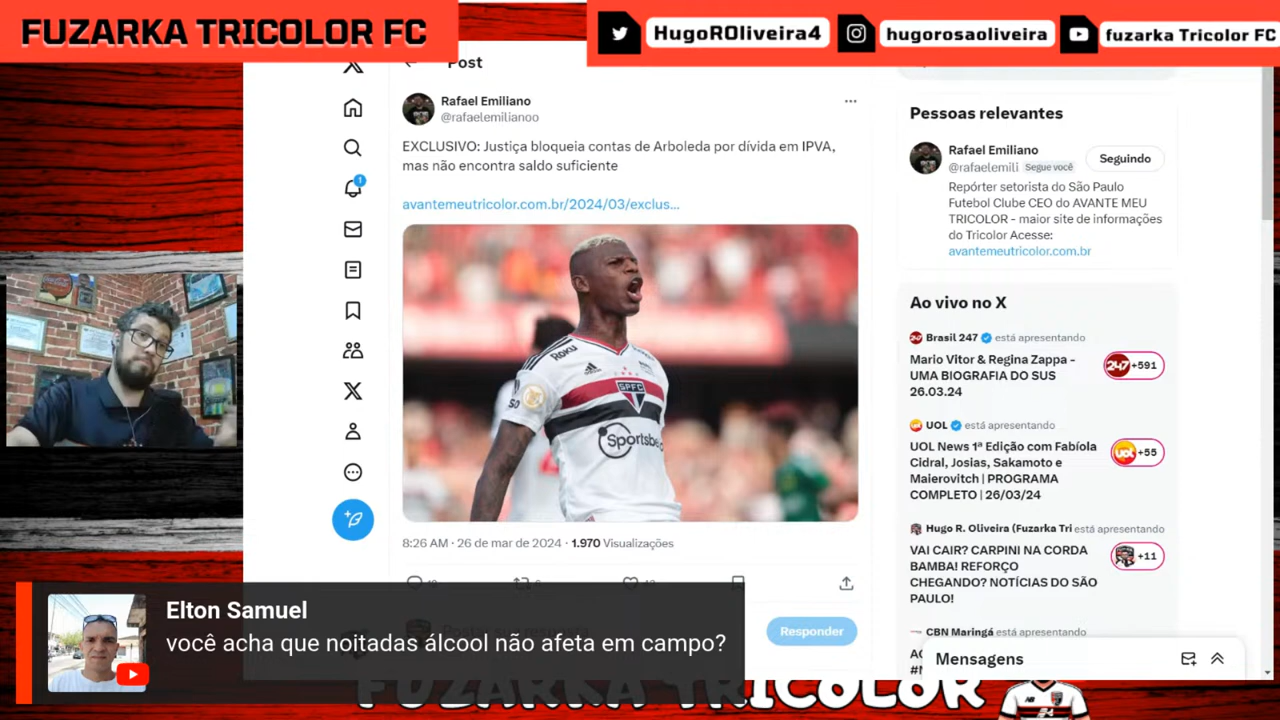 FUZARKA TRICOLOR FC
HugoROliveira4
hugorosaoliveira
fuzarka Tricolor FC
Post
Rafael Emiliano
@rafaelemilianoo
EXCLUSIVO: Justiça bloqueia contas de Arboleda por dívida em IPVA,
mas não encontra saldo suficiente
avantemeutricolor.com.br/2024/03/exclus...
Roku
SPFC
SO
Sportsbe
8:26 AM · 26 de mar de 2024 · 1.970 Visualizações
Responder
Pessoas relevantes
Rafael Emiliano
@rafaelemili Segue você
Seguindo
Repórter setorista do São Paulo
Futebol Clube CEO do AVANTE MEU
TRICOLOR - maior site de informações
do Tricolor Acesse:
avantemeutricolor.com.br
Ao vivo no X
Brasil 247 está apresentando
Mario Vitor & Regina Zappa -
UMA BIOGRAFIA DO SUS
26.03.24
247 +591
UOL está apresentando
UOL News 1ª Edição com Fabíola
Cidral, Josias, Sakamoto e
Maierovitch | PROGRAMA
COMPLETO | 26/03/24
uol +55
Hugo R. Oliveira (Fuzarka Tri está apresentando
VAI CAIR? CARPINI NA CORDA
BAMBA! REFORÇO
CHEGANDO? NOTÍCIAS DO SÃO
PAULO!
+11
CBN Maringá está apresentando
Mensagens
1
Elton Samuel
você acha que noitadas álcool não afeta em campo?
FUZARKA TRICOLOR